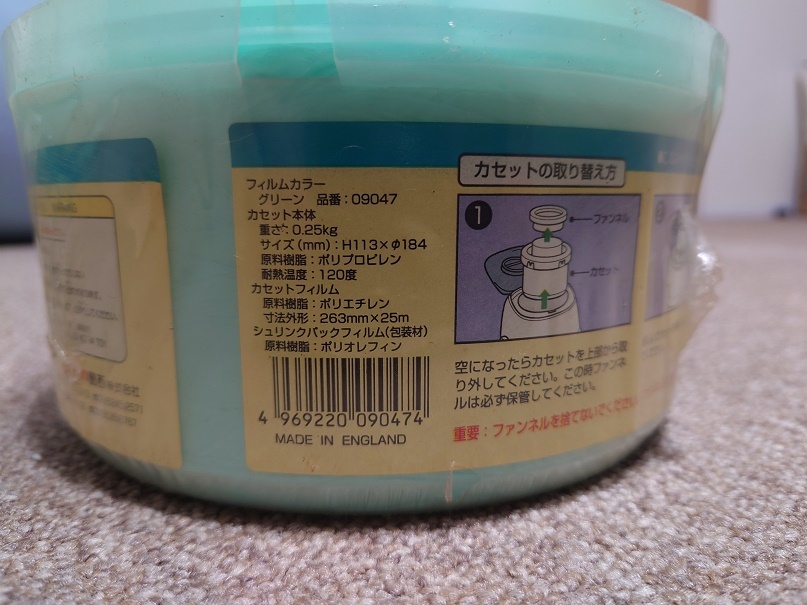 フィルムカラー
グリーン 品番：09047
カセット本体
重さ：0.25kg
サイズ（mm）：H113×φ184
原料樹脂：ポリプロピレン
耐熱温度：120度
カセットフィルム
原料樹脂：ポリエチレン
寸法外形：263mm×25m
シュリンクパックフィルム（包装材）
原料樹脂：ポリオレフィン
4 969220 090474
MADE IN ENGLAND
カセットの取り替え方
1
ファンネル
カセット
空になったらカセットを上部から取
り外してください。この時ファンネ
ルは必ず保管してください。
重要：ファンネルを捨てないでください